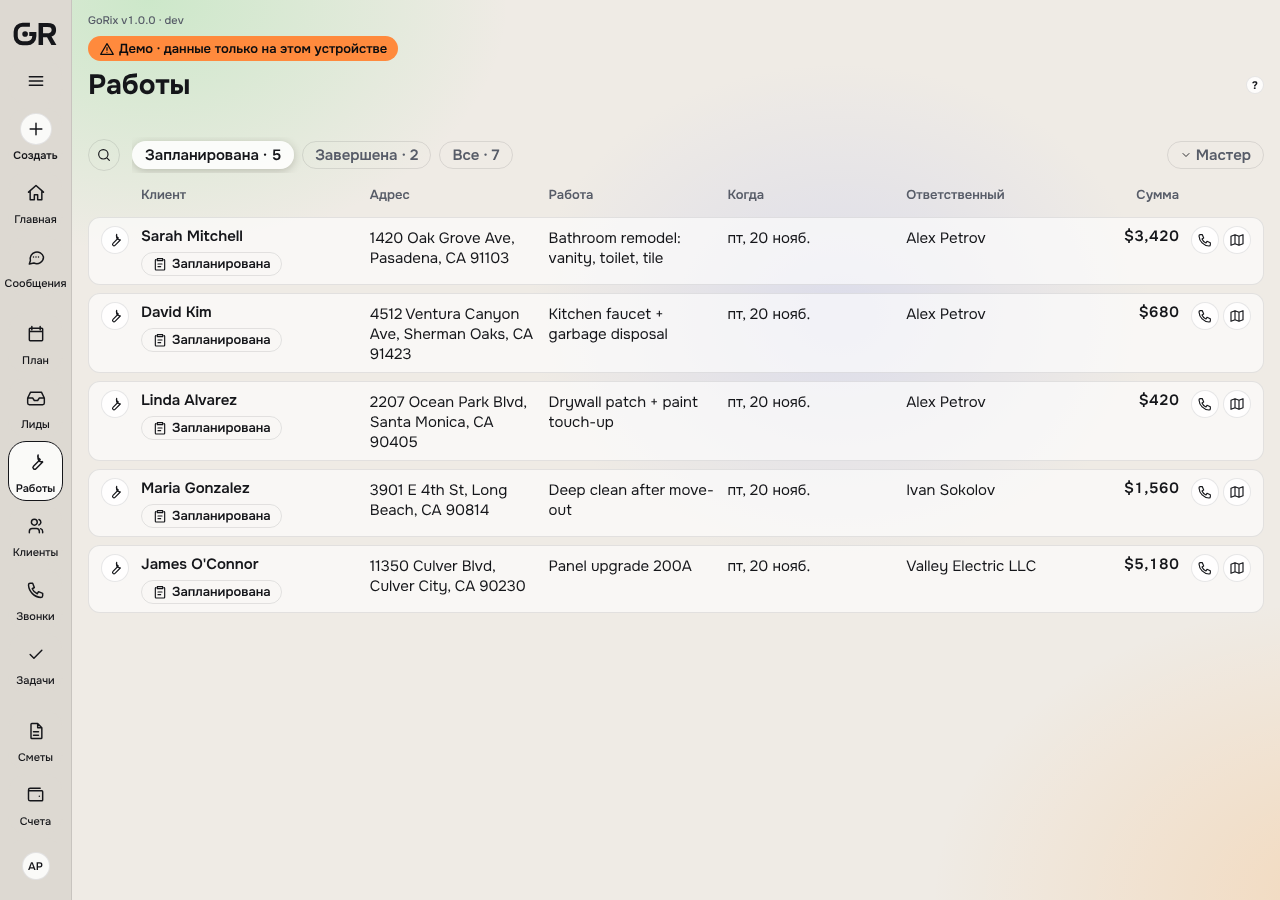 GoRix v1.0.0 · dev
Демо · данные только на этом устройстве
GR
Работы
?
Создать
Главная
Сообщения
План
Лиды
Работы
Клиенты
Звонки
Задачи
Сметы
Счета
AP
Запланирована · 5
Завершена · 2
Все · 7
Мастер
Клиент Адрес Работа Когда Ответственный Сумма
Sarah Mitchell
Запланирована
1420 Oak Grove Ave,
Pasadena, CA 91103
Bathroom remodel:
vanity, toilet, tile
пт, 20 нояб.
Alex Petrov
$3,420
David Kim
Запланирована
4512 Ventura Canyon
Ave, Sherman Oaks, CA
91423
Kitchen faucet +
garbage disposal
пт, 20 нояб.
Alex Petrov
$680
Linda Alvarez
Запланирована
2207 Ocean Park Blvd,
Santa Monica, CA
90405
Drywall patch + paint
touch-up
пт, 20 нояб.
Alex Petrov
$420
Maria Gonzalez
Запланирована
3901 E 4th St, Long
Beach, CA 90814
Deep clean after move-
out
пт, 20 нояб.
Ivan Sokolov
$1,560
James O'Connor
Запланирована
11350 Culver Blvd,
Culver City, CA 90230
Panel upgrade 200A
пт, 20 нояб.
Valley Electric LLC
$5,180